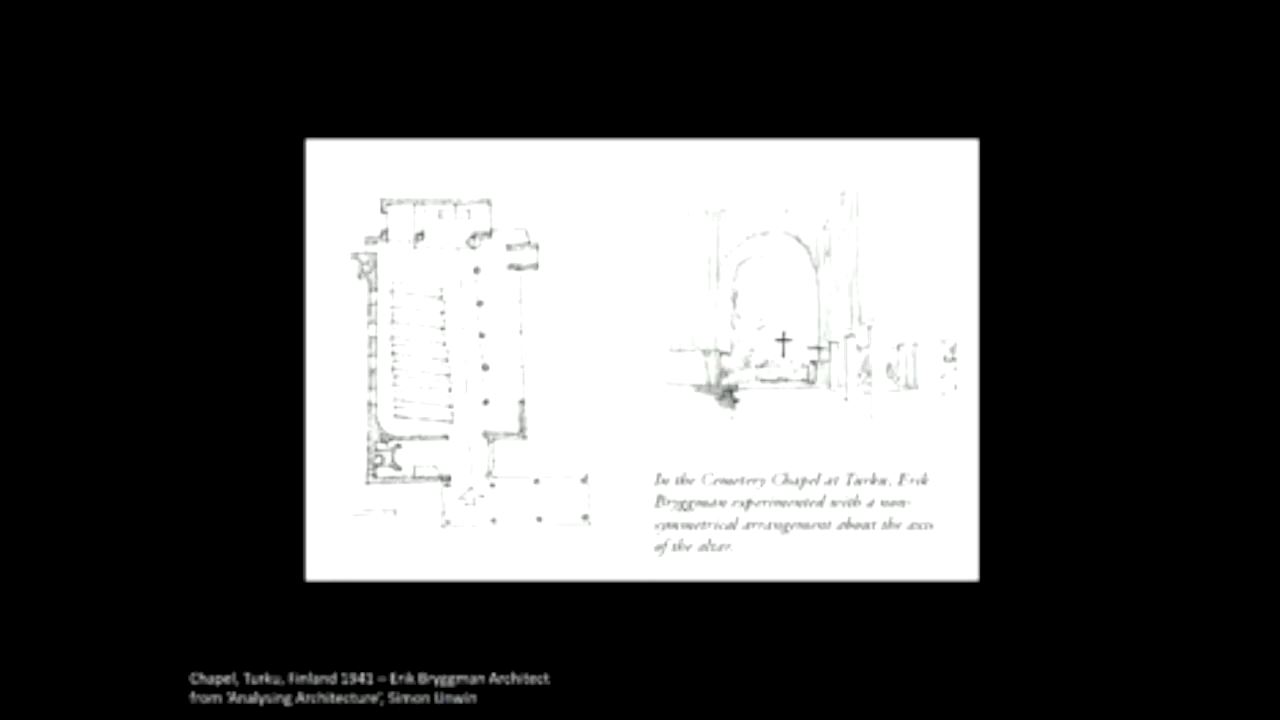 In the Cemetery Chapel at Turku, Erik
Bryggman experimented with a non-
symmetrical arrangement about the axis
of the altar.
Chapel, Turku, Finland 1941 – Erik Bryggman Architect
from 'Analysing Architecture', Simon Unwin